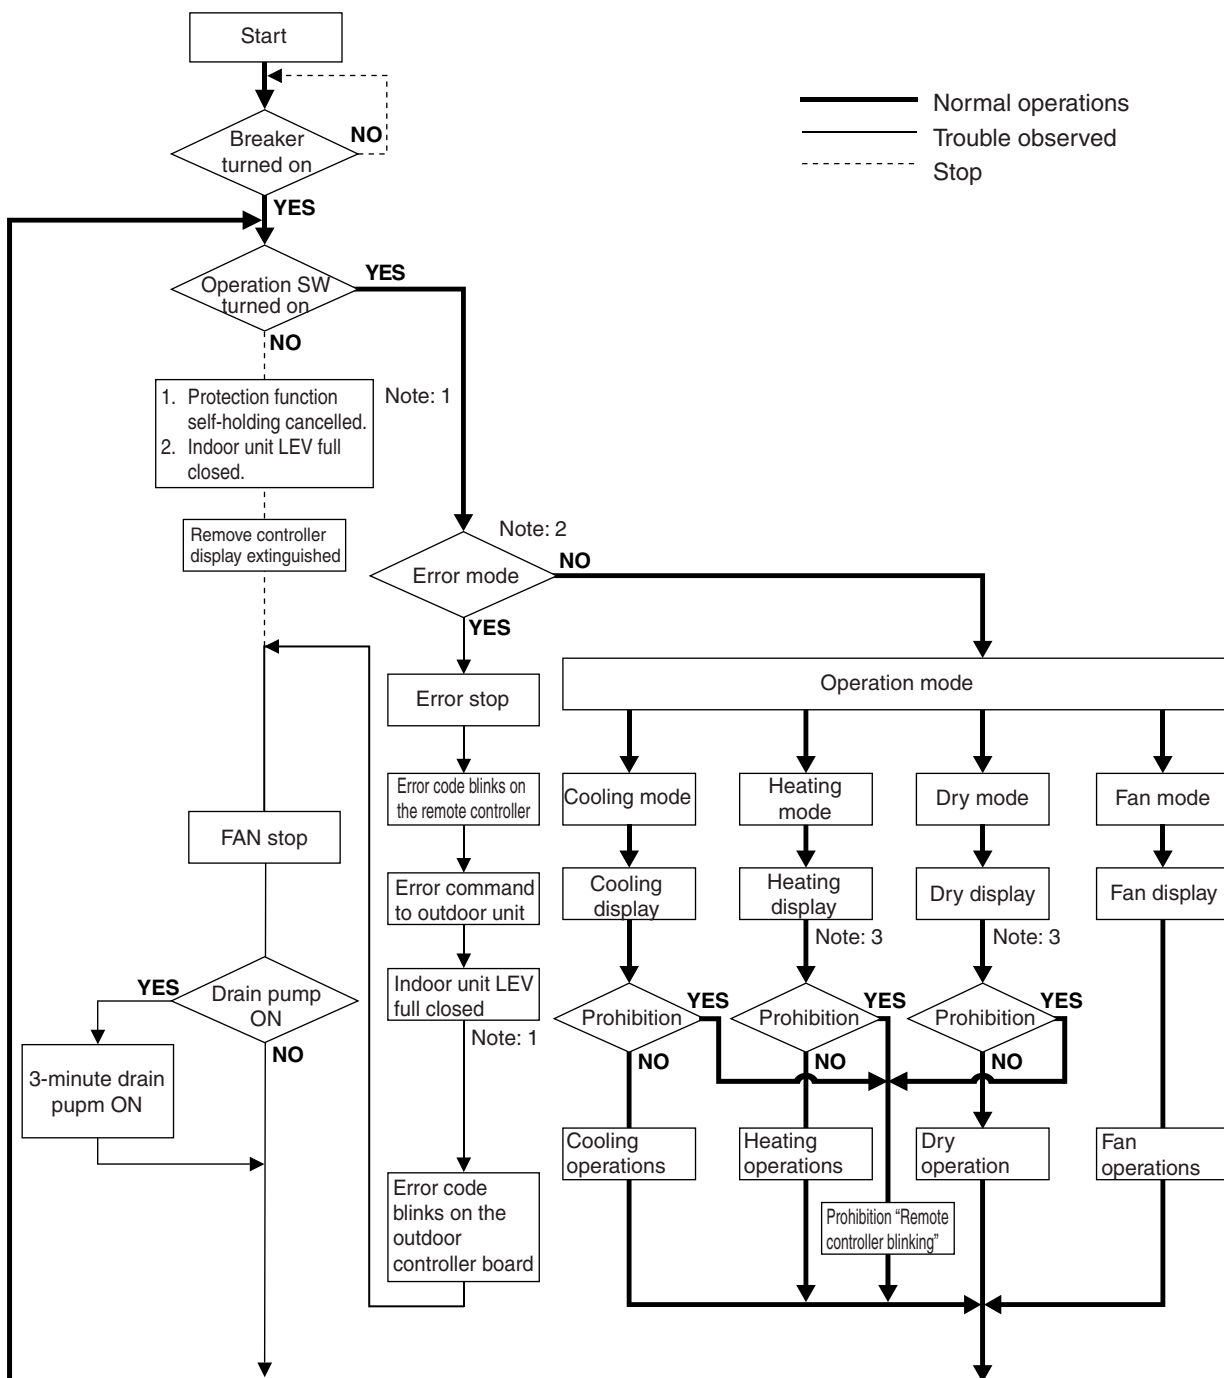 Start
Normal operations
Trouble observed
Stop
Breaker
turned on
NO
YES
Operation SW
turned on
YES
NO
1. Protection function
self-holding cancelled.
2. Indoor unit LEV full
closed.
Note: 1
Remove controller
display extinguished
Note: 2
Error mode
NO
YES
Error stop
Operation mode
Error code blinks on
the remote controller
Cooling mode
Heating
mode
Dry mode
Fan mode
FAN stop
Error command
to outdoor unit
Cooling
display
Heating
display
Dry display
Fan display
Note: 3
Note: 3
Drain pump
ON
YES
NO
Indoor unit LEV
full closed
Note: 1
Prohibition
YES
NO
Prohibition
YES
NO
Prohibition
YES
NO
3-minute drain
pupm ON
Cooling
operations
Heating
operations
Dry
operation
Fan
operations
Error code
blinks on the
outdoor
controller board
Prohibition “Remote
controller blinking”